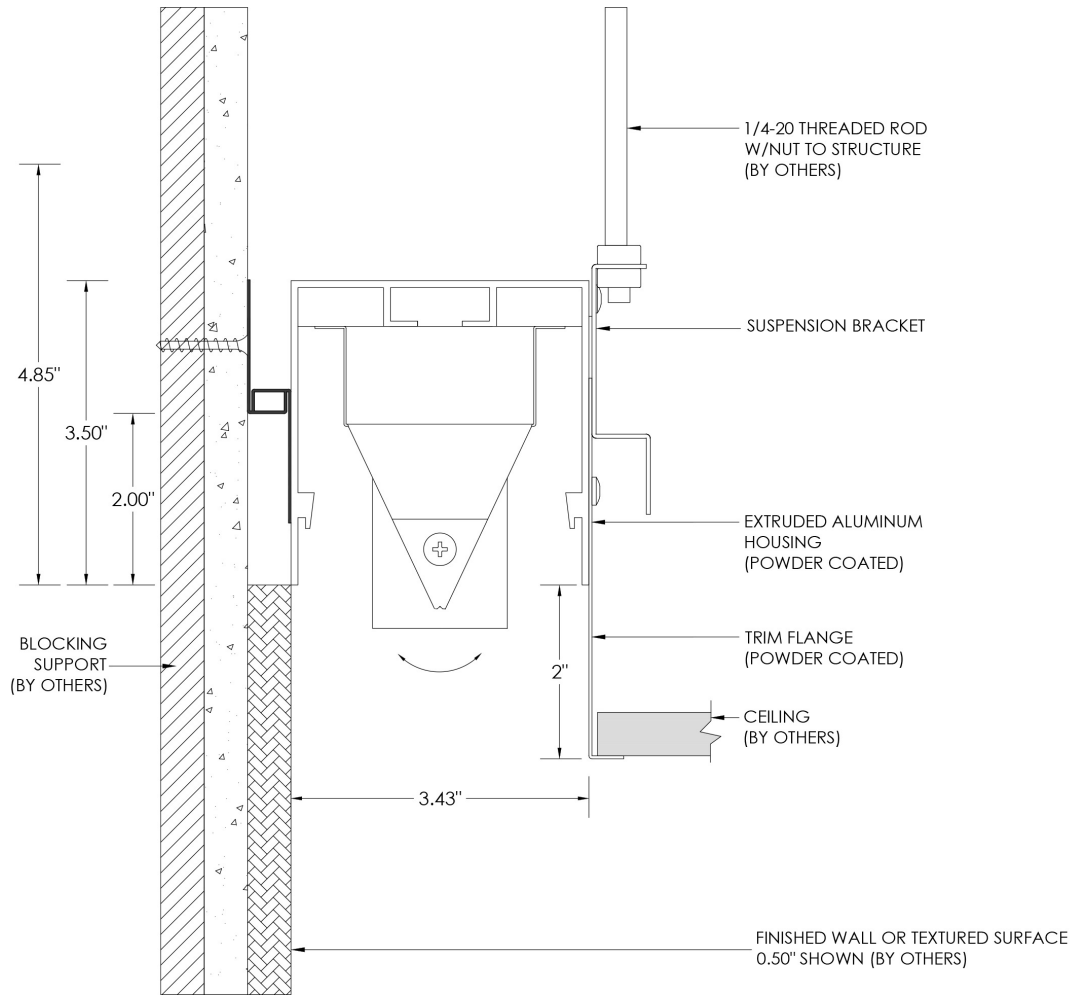 1/4-20 THREADED ROD
W/NUT TO STRUCTURE
(BY OTHERS)
SUSPENSION BRACKET
4.85"
3.50"
2.00"
EXTRUDED ALUMINUM
HOUSING
(POWDER COATED)
BLOCKING
SUPPORT
(BY OTHERS)
2"
TRIM FLANGE
(POWDER COATED)
CEILING
(BY OTHERS)
3.43"
FINISHED WALL OR TEXTURED SURFACE
0.50" SHOWN (BY OTHERS)